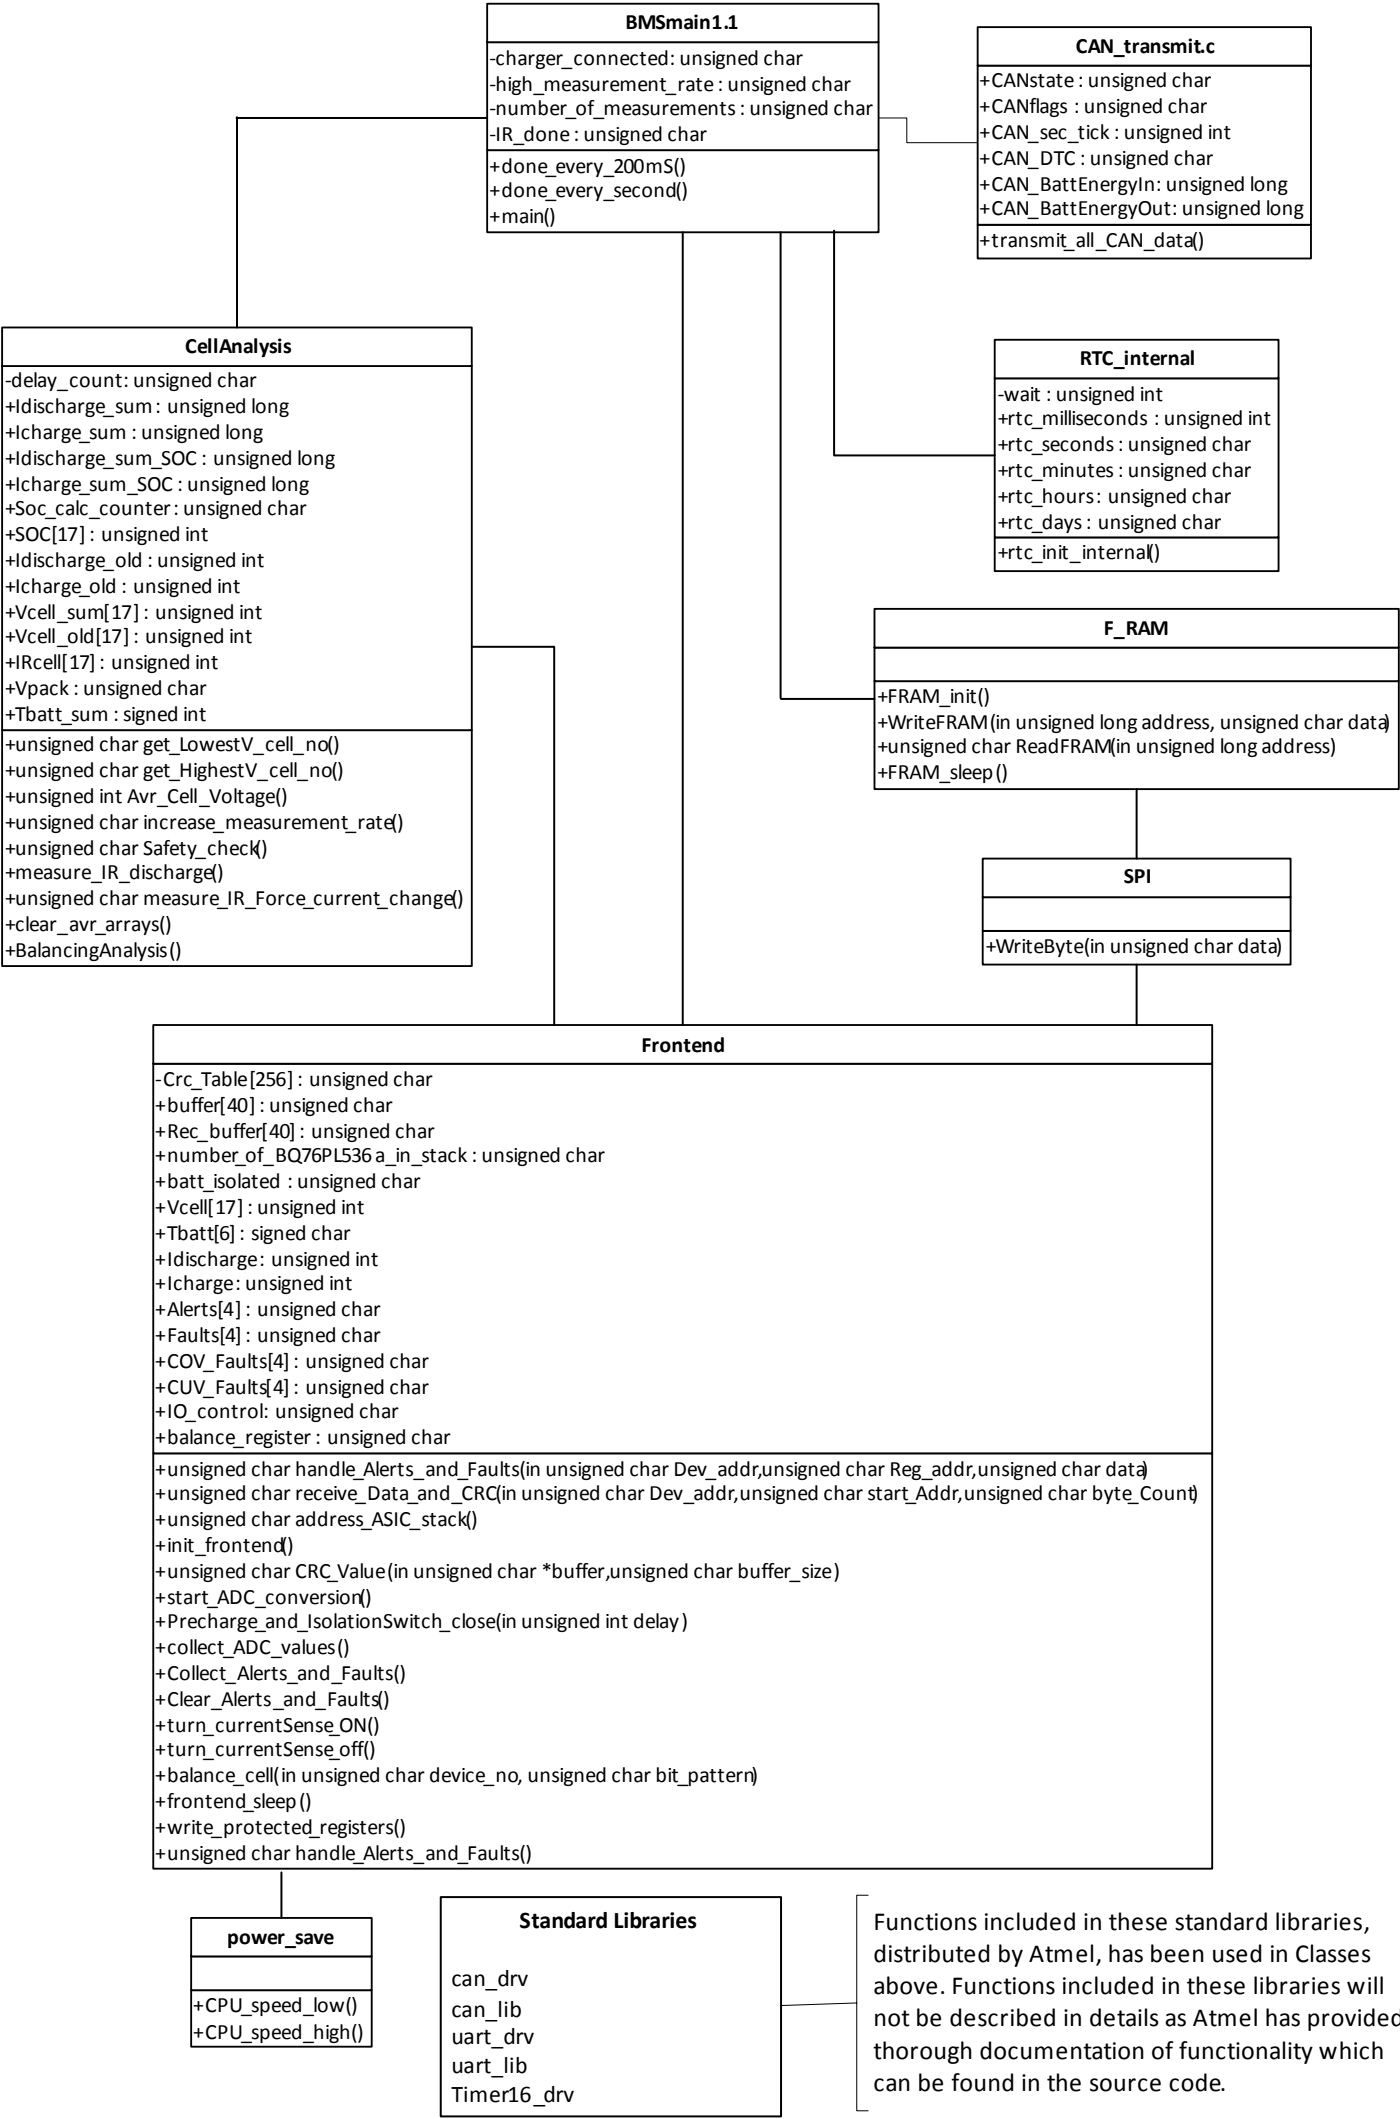 BMSmain1.1
-charger_connected: unsigned char
-high_measurement_rate : unsigned char
-number_of_measurements : unsigned char
-IR_done : unsigned char
+done_every_200mS()
+done_every_second()
+main()
CAN_transmit.c
+CANstate : unsigned char
+CANflags : unsigned char
+CAN_sec_tick : unsigned int
+CAN_DTC : unsigned char
+CAN_BattEnergyIn: unsigned long
+CAN_BattEnergyOut: unsigned long
+transmit_all_CAN_data()
CellAnalysis
-delay_count: unsigned char
+Idischarge_sum : unsigned long
+Icharge_sum : unsigned long
+Idischarge_sum_SOC : unsigned long
+Icharge_sum_SOC : unsigned long
+Soc_calc_counter : unsigned char
+SOC[17] : unsigned int
+Idischarge_old : unsigned int
+Icharge_old : unsigned int
+Vcell_sum[17] : unsigned int
+Vcell_old[17] : unsigned int
+IRcell[17] : unsigned int
+Vpack : unsigned char
+Tbatt_sum : signed int
+unsigned char get_LowestV_cell_no()
+unsigned char get_HighestV_cell_no()
+unsigned int Avr_Cell_Voltage()
+unsigned char increase_measurement_rate()
+unsigned char Safety_check()
+measure_IR_discharge()
+unsigned char measure_IR_Force_current_change()
+clear_avr_arrays()
+BalancingAnalysis()
RTC_internal
-wait : unsigned int
+rtc_milliseconds : unsigned int
+rtc_seconds : unsigned char
+rtc_minutes : unsigned char
+rtc_hours: unsigned char
+rtc_days : unsigned char
+rtc_init_internal()
F_RAM
+FRAM_init()
+WriteFRAM(in unsigned long address, unsigned char data)
+unsigned char ReadFRAM(in unsigned long address)
+FRAM_sleep()
SPI
+WriteByte(in unsigned char data)
Frontend
-Crc_Table[256] : unsigned char
+buffer[40] : unsigned char
+Rec_buffer[40] : unsigned char
+number_of_BQ76PL536a_in_stack : unsigned char
+batt_isolated : unsigned char
+Vcell[17] : unsigned int
+Tbatt[6] : signed char
+Idischarge: unsigned int
+Icharge: unsigned int
+Alerts[4] : unsigned char
+Faults[4] : unsigned char
+COV_Faults[4] : unsigned char
+CUV_Faults[4] : unsigned char
+IO_control: unsigned char
+balance_register : unsigned char
+unsigned char handle_Alerts_and_Faults(in unsigned char Dev_addr,unsigned char Reg_addr,unsigned char data)
+unsigned char receive_Data_and_CRC(in unsigned char Dev_addr,unsigned char start_Addr,unsigned char byte_Count)
+unsigned char address_ASIC_stack()
+init_frontend()
+unsigned char CRC_Value(in unsigned char *buffer,unsigned char buffer_size)
+start_ADC_conversion()
+Precharge_and_IsolationSwitch_close(in unsigned int delay)
+collect_ADC_values()
+Collect_Alerts_and_Faults()
+Clear_Alerts_and_Faults()
+turn_currentSense_ON()
+turn_currentSense_off()
+balance_cell(in unsigned char device_no, unsigned char bit_pattern)
+frontend_sleep()
+write_protected_registers()
+unsigned char handle_Alerts_and_Faults()
power_save
+CPU_speed_low()
+CPU_speed_high()
Standard Libraries
can_drv
can_lib
uart_drv
uart_lib
Timer16_drv
Functions included in these standard libraries,
distributed by Atmel, has been used in Classes
above. Functions included in these libraries will
not be described in details as Atmel has provided
thorough documentation of functionality which
can be found in the source code.